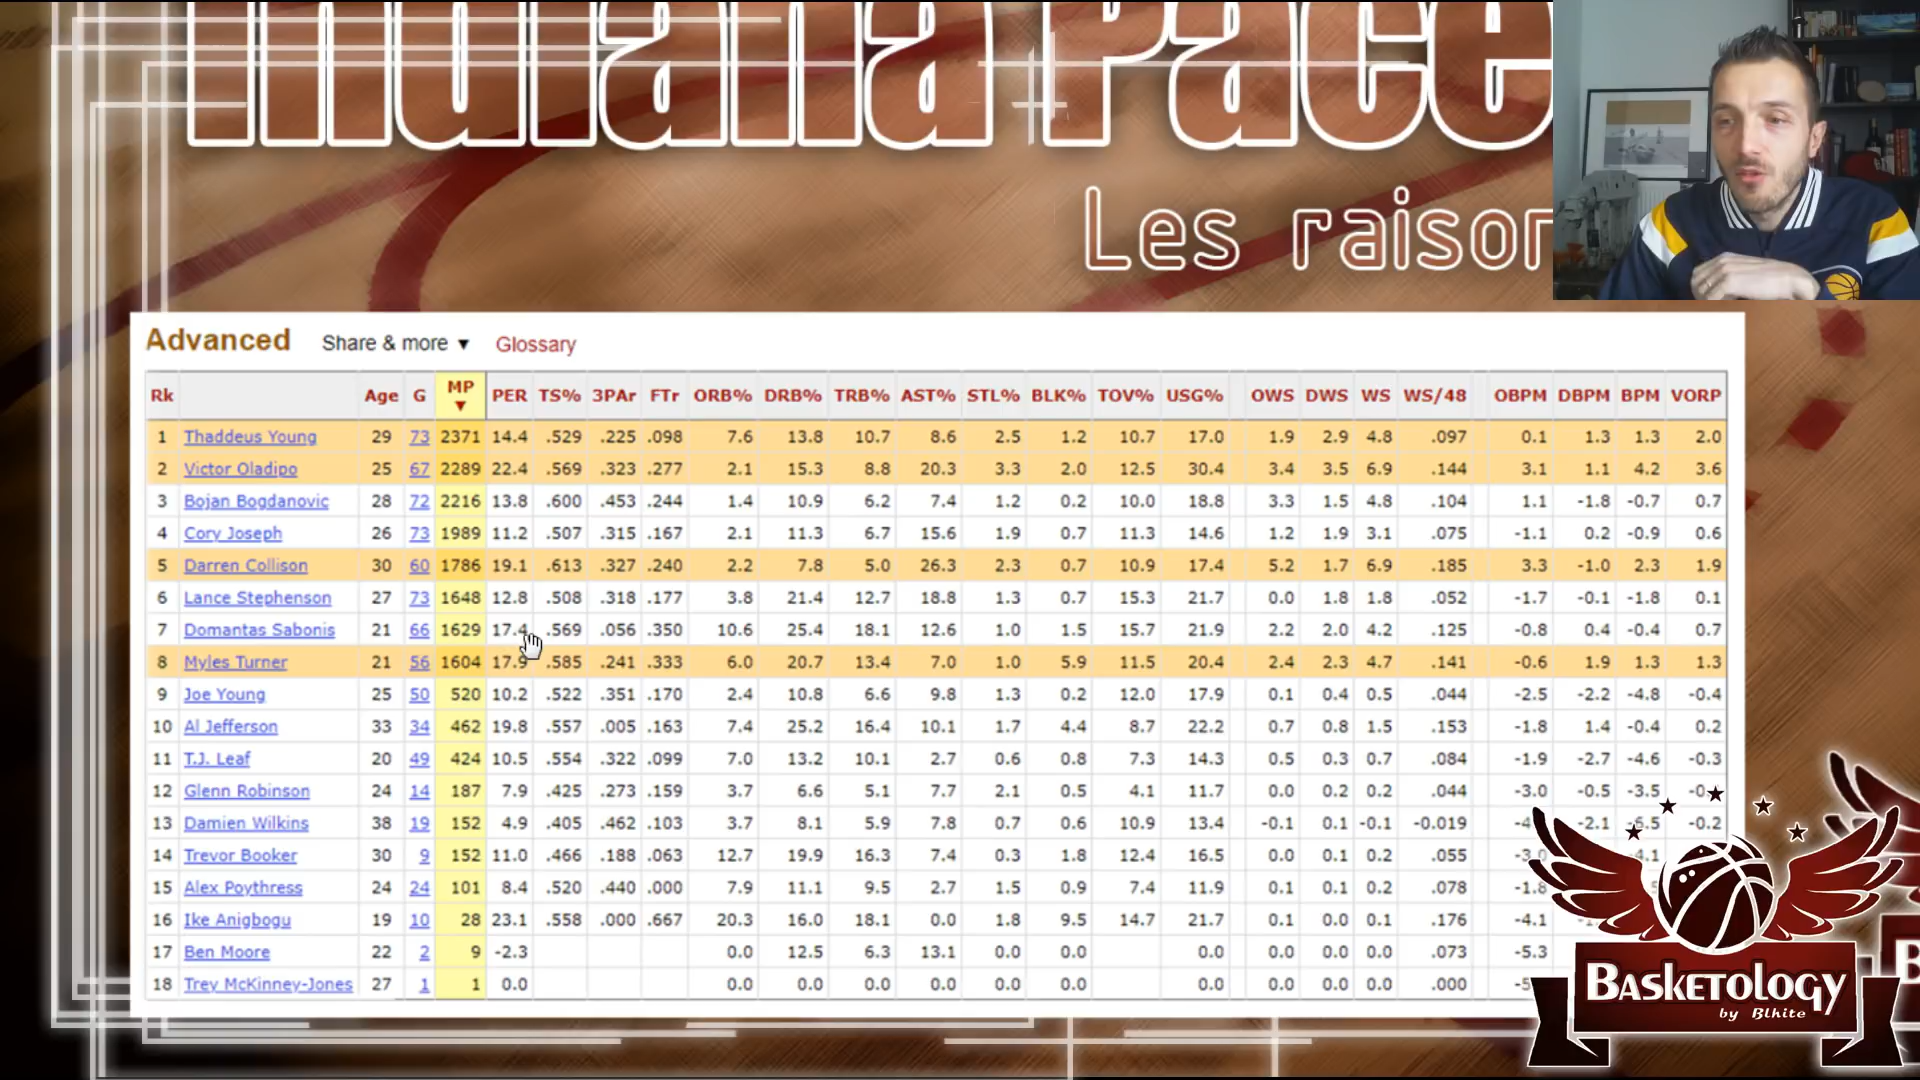 Indiana Pace
Les raison
Advanced Share & more ▼ Glossary
Rk Age G MP ▼ PER TS% 3PAr FTr ORB% DRB% TRB% AST% STL% BLK% TOV% USG% OWS DWS WS WS/48 OBPM DBPM BPM VORP
1 Thaddeus Young 29 73 2371 14.4 .529 .225 .098 7.6 13.8 10.7 8.6 2.5 1.2 10.7 17.0 1.9 2.9 4.8 .097 0.1 1.3 1.3 2.0
2 Victor Oladipo 25 67 2289 22.4 .569 .323 .277 2.1 15.3 8.8 20.3 3.3 2.0 12.5 30.4 3.4 3.5 6.9 .144 3.1 1.1 4.2 3.6
3 Bojan Bogdanovic 28 72 2216 13.8 .600 .453 .244 1.4 10.9 6.2 7.4 1.2 0.2 10.0 18.8 3.3 1.5 4.8 .104 1.1 -1.8 -0.7 0.7
4 Cory Joseph 26 73 1989 11.2 .507 .315 .167 2.1 11.3 6.7 15.6 1.9 0.7 11.3 14.6 1.2 1.9 3.1 .075 -1.1 0.2 -0.9 0.6
5 Darren Collison 30 60 1786 19.1 .613 .327 .240 2.2 7.8 5.0 26.3 2.3 0.7 10.9 17.4 5.2 1.7 6.9 .185 3.3 -1.0 2.3 1.9
6 Lance Stephenson 27 73 1648 12.8 .508 .318 .177 3.8 21.4 12.7 18.8 1.3 0.7 15.3 21.7 0.0 1.8 1.8 .052 -1.7 -0.1 -1.8 0.1
7 Domantas Sabonis 21 66 1629 17.4 .569 .056 .350 10.6 25.4 18.1 12.6 1.0 1.5 15.7 21.9 2.2 2.0 4.2 .125 -0.8 0.4 -0.4 0.7
8 Myles Turner 21 56 1604 17.9 .585 .241 .333 6.0 20.7 13.4 7.0 1.0 5.9 11.5 20.4 2.4 2.3 4.7 .141 -0.6 1.9 1.3 1.3
9 Joe Young 25 50 520 10.2 .522 .351 .170 2.4 10.8 6.6 9.8 1.3 0.2 12.0 17.9 0.1 0.4 0.5 .044 -2.5 -2.2 -4.8 -0.4
10 Al Jefferson 33 34 462 19.8 .557 .005 .163 7.4 25.2 16.4 10.1 1.7 4.4 8.7 22.2 0.7 0.8 1.5 .153 -1.8 1.4 -0.4 0.2
11 T.J. Leaf 20 49 424 10.5 .554 .322 .099 7.0 13.2 10.1 2.7 0.6 0.8 7.3 14.3 0.5 0.3 0.7 .084 -1.9 -2.7 -4.6 -0.3
12 Glenn Robinson 24 14 187 7.9 .425 .273 .159 3.7 6.6 5.1 7.7 2.1 0.5 4.1 11.7 0.0 0.2 0.2 .044 -3.0 -0.5 -3.5
13 Damien Wilkins 38 19 152 4.9 .405 .462 .103 3.7 8.1 5.9 7.8 0.7 0.6 10.9 13.4 -0.1 0.1 -0.1 -0.019 -2.1 -6.5 -0.2
14 Trevor Booker 30 9 152 11.0 .466 .188 .063 12.7 19.9 16.3 7.4 0.3 1.8 12.4 16.5 0.0 0.1 0.2 .055 -3.0 -4.1
15 Alex Poythress 24 24 101 8.4 .520 .440 .000 7.9 11.1 9.5 2.7 1.5 0.9 7.4 11.9 0.1 0.1 0.2 .078 -1.8
16 Ike Anigbogu 19 10 28 23.1 .558 .000 .667 20.3 16.0 18.1 0.0 1.8 9.5 14.7 21.7 0.1 0.0 0.1 .176 -4.1
17 Ben Moore 22 2 9 -2.3 0.0 12.5 6.3 13.1 0.0 0.0 0.0 0.0 0.0 0.0 .073 -5.3
18 Trey McKinney-Jones 27 1 1 0.0 0.0 0.0 0.0 0.0 0.0 0.0 0.0 0.0 0.0 0.0 .000
BASKETOLOGY
by Blhite